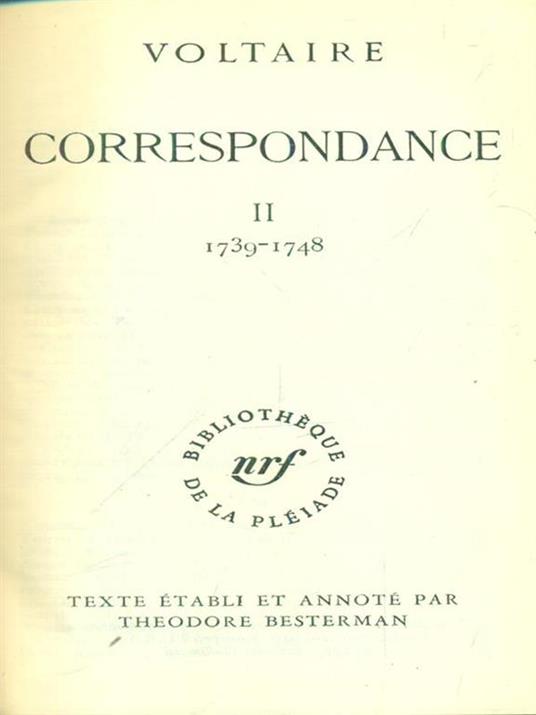 VOLTAIRE
CORRESPONDANCE
II
1739-1748
BIBLIOTHÈQUE
nrf
DE LA PLÉIADE
TEXTE ÉTABLI ET ANNOTÉ PAR
THEODORE BESTERMAN